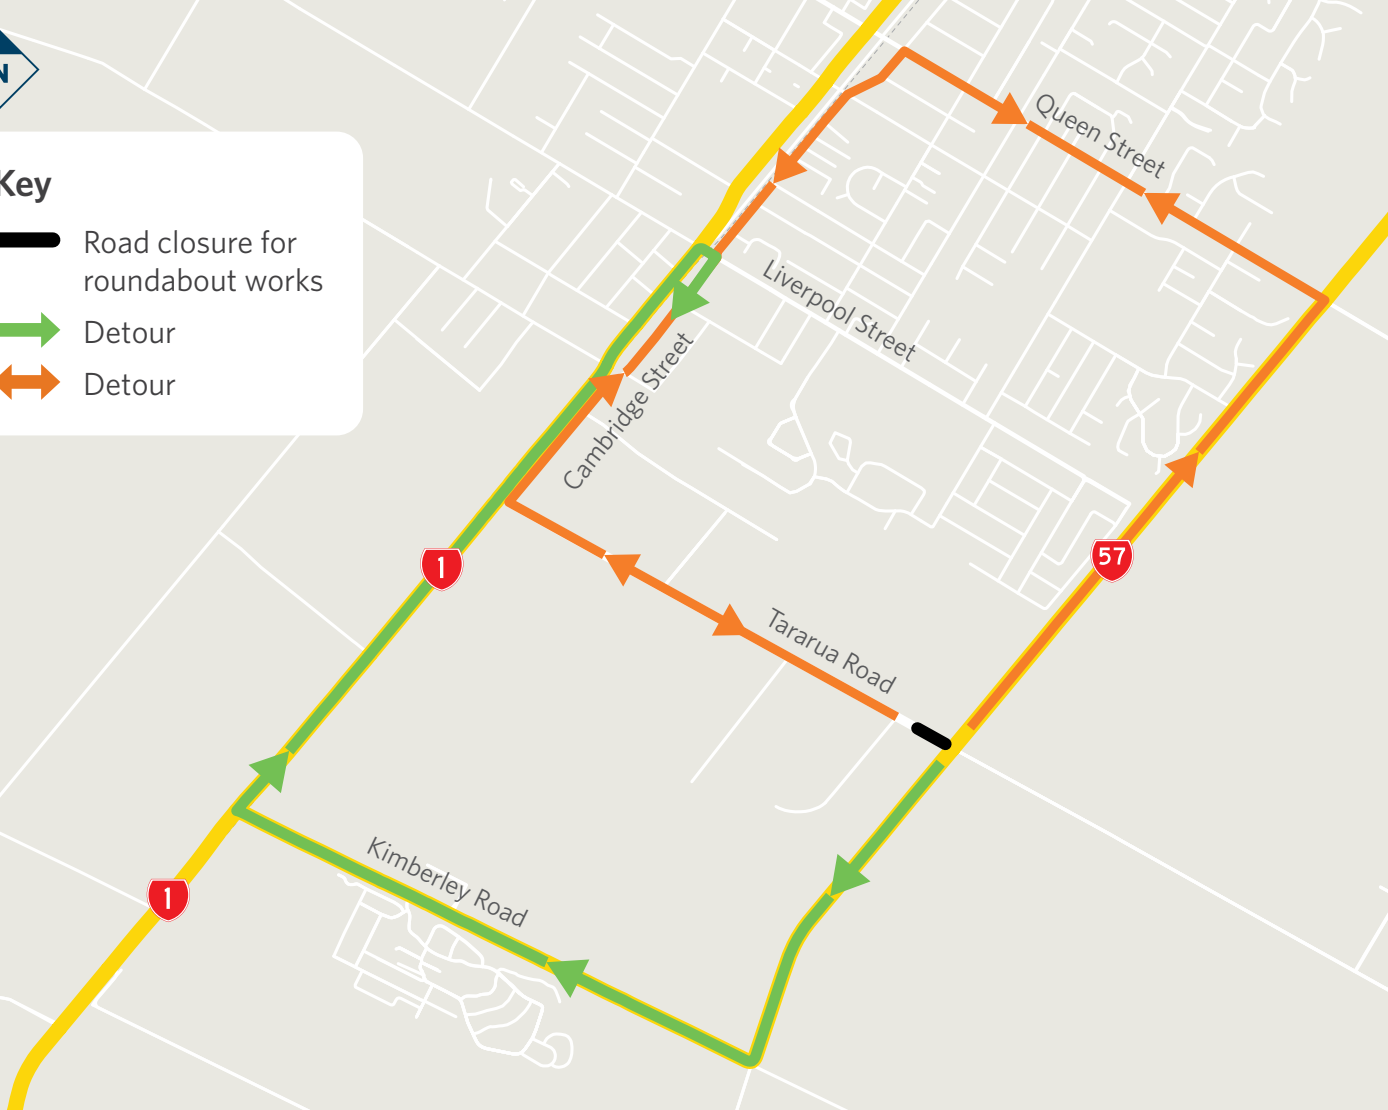 N
Key
Road closure for
roundabout works
Detour
Detour
Queen Street
Liverpool Street
Cambridge Street
57
1
Tararua Road
Kimberley Road
1